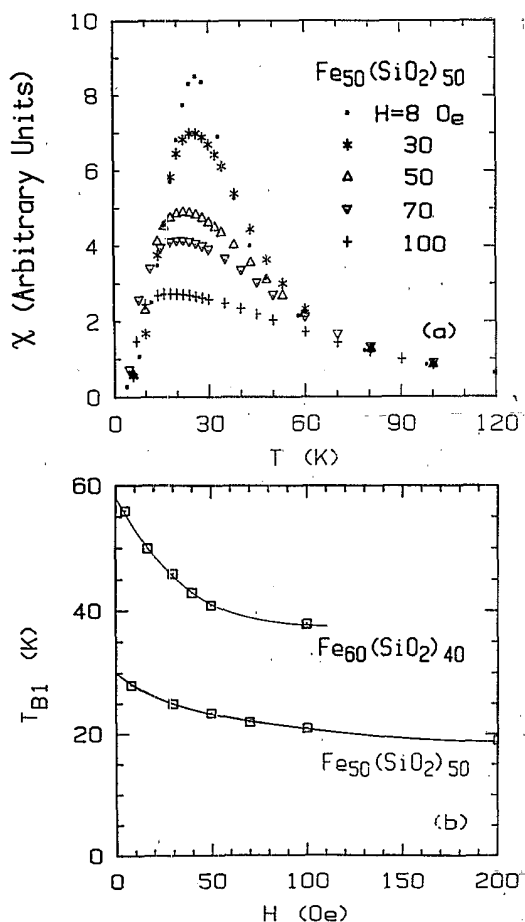 10
8
6
4
2
0
χ (Arbitrary Units)
Fe50(SiO2)50
· H=8 Oe
* 30
△ 50
▽ 70
+ 100
(a)
0 30 60 90 120
T (K)
60
40
20
0
TB1 (K)
Fe60(SiO2)40
Fe50(SiO2)50
(b)
0 50 100 150 200
H (Oe)